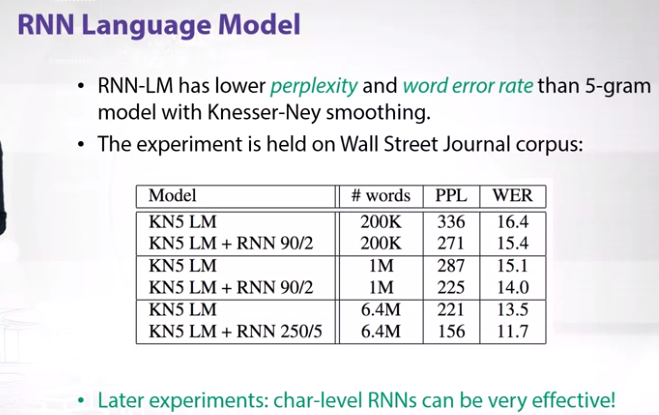 RNN Language Model
• RNN-LM has lower perplexity and word error rate than 5-gram
model with Knesser-Ney smoothing.
• The experiment is held on Wall Street Journal corpus:
Model # words PPL WER
KN5 LM 200K 336 16.4
KN5 LM + RNN 90/2 200K 271 15.4
KN5 LM 1M 287 15.1
KN5 LM + RNN 90/2 1M 225 14.0
KN5 LM 6.4M 221 13.5
KN5 LM + RNN 250/5 6.4M 156 11.7
• Later experiments: char-level RNNs can be very effective!